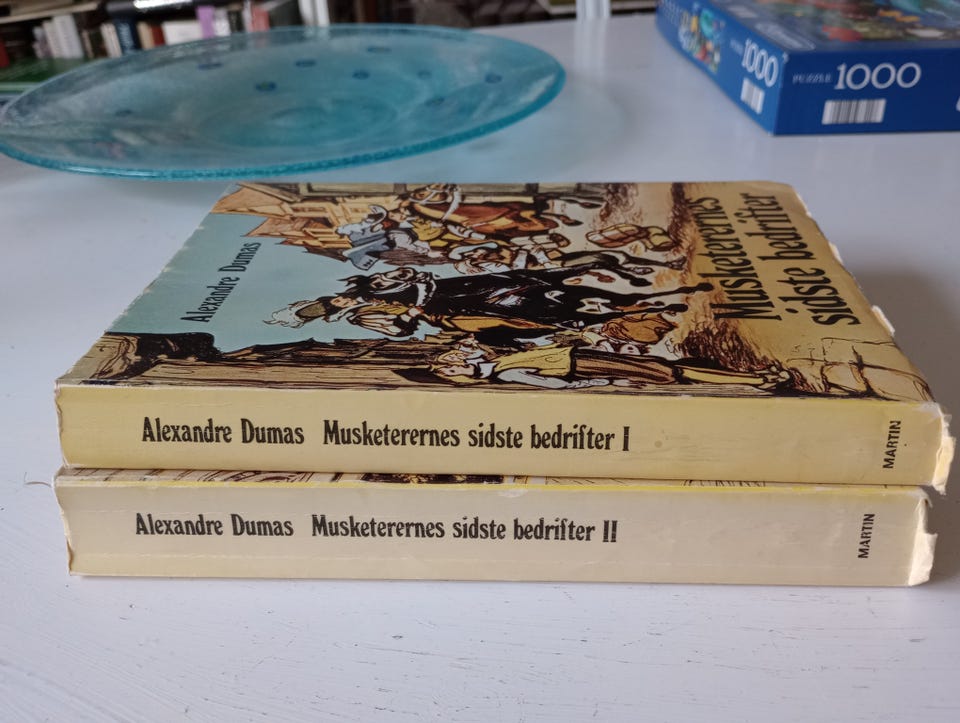 1000
PUZZLE 1000
Alexandre Dumas
Musketerernes
sidste bedrifter
Alexandre Dumas Musketerernes sidste bedrifter I
MARTIN
Alexandre Dumas Musketerernes sidste bedrifter II
MARTIN